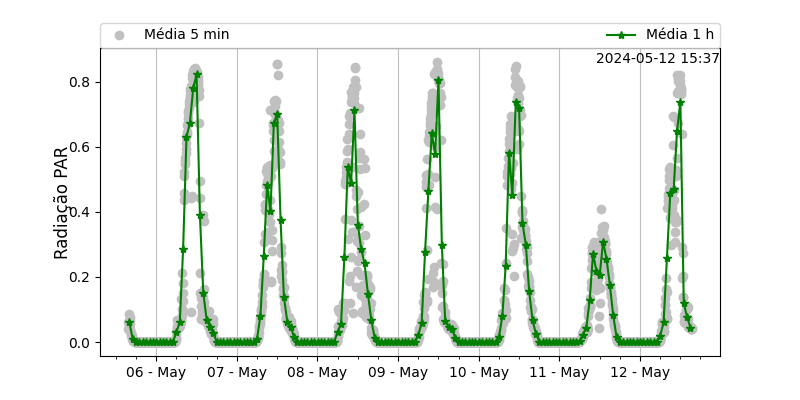 Média 5 min
Média 1 h
2024-05-12 15:37
Radiação PAR
0.8
0.6
0.4
0.2
0.0
06 - May
07 - May
08 - May
09 - May
10 - May
11 - May
12 - May